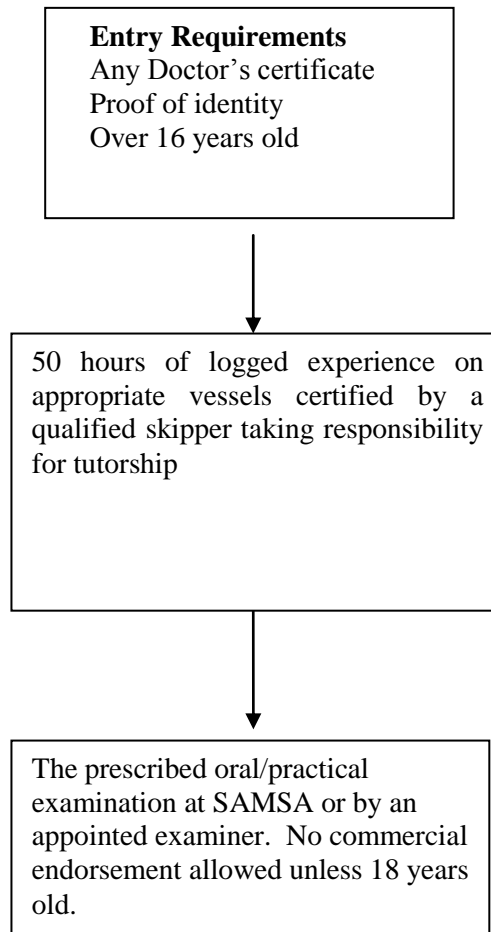 Entry Requirements
Any Doctor’s certificate
Proof of identity
Over 16 years old
50 hours of logged experience on
appropriate vessels certified by a
qualified skipper taking responsibility
for tutorship
The prescribed oral/practical
examination at SAMSA or by an
appointed examiner.  No commercial
endorsement allowed unless 18 years
old.